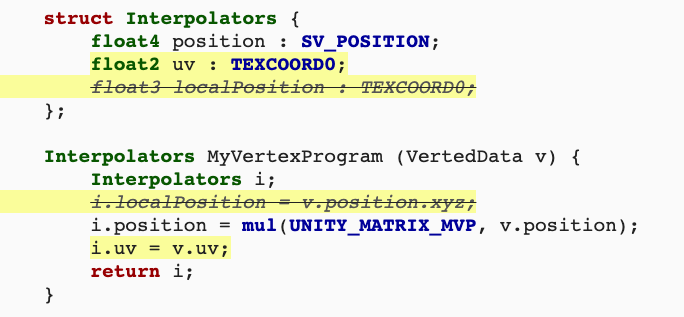 struct Interpolators {
float4 position : SV_POSITION;
float2 uv : TEXCOORD0;
float3 localPosition : TEXCOORD0;
};
Interpolators MyVertexProgram (VertedData v) {
Interpolators i;
i.localPosition = v.position.xyz;
i.position = mul(UNITY_MATRIX_MVP, v.position);
i.uv = v.uv;
return i;
}